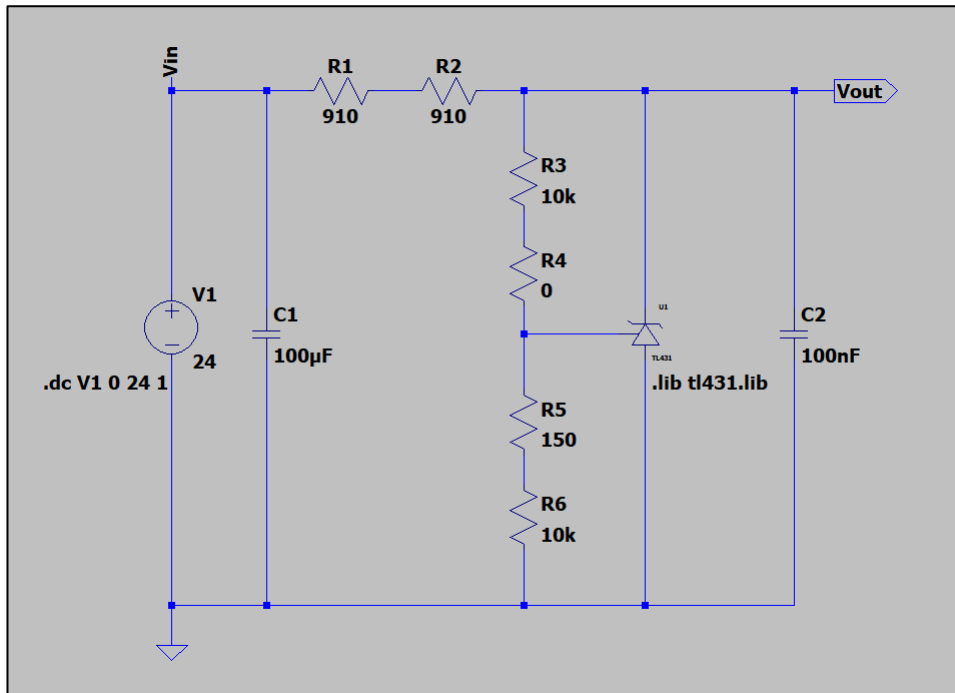 Vin
R1
910
R2
910
Vout
R3
10k
R4
0
V1
24
.dc V1 0 24 1
C1
100µF
U1
TL431
.lib tl431.lib
C2
100nF
R5
150
R6
10k